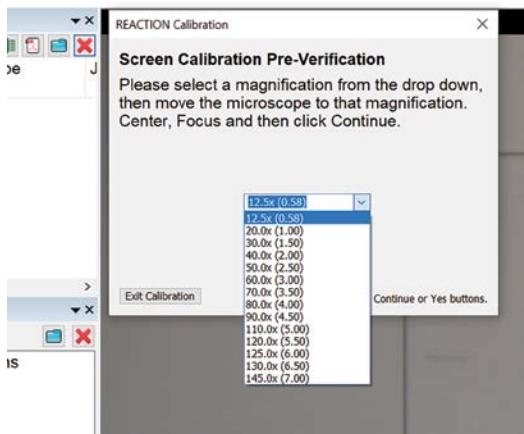 REACTION Calibration
Screen Calibration Pre-Verification
Please select a magnification from the drop down,
then move the microscope to that magnification.
Center, Focus and then click Continue.
12.5x (0.58)
12.5x (0.58)
20.0x (1.00)
30.0x (1.50)
40.0x (2.00)
50.0x (2.50)
60.0x (3.00)
70.0x (3.50)
80.0x (4.00)
90.0x (4.50)
110.0x (5.00)
120.0x (5.50)
125.0x (6.00)
130.0x (6.50)
145.0x (7.00)
Exit Calibration
Continue or Yes buttons.